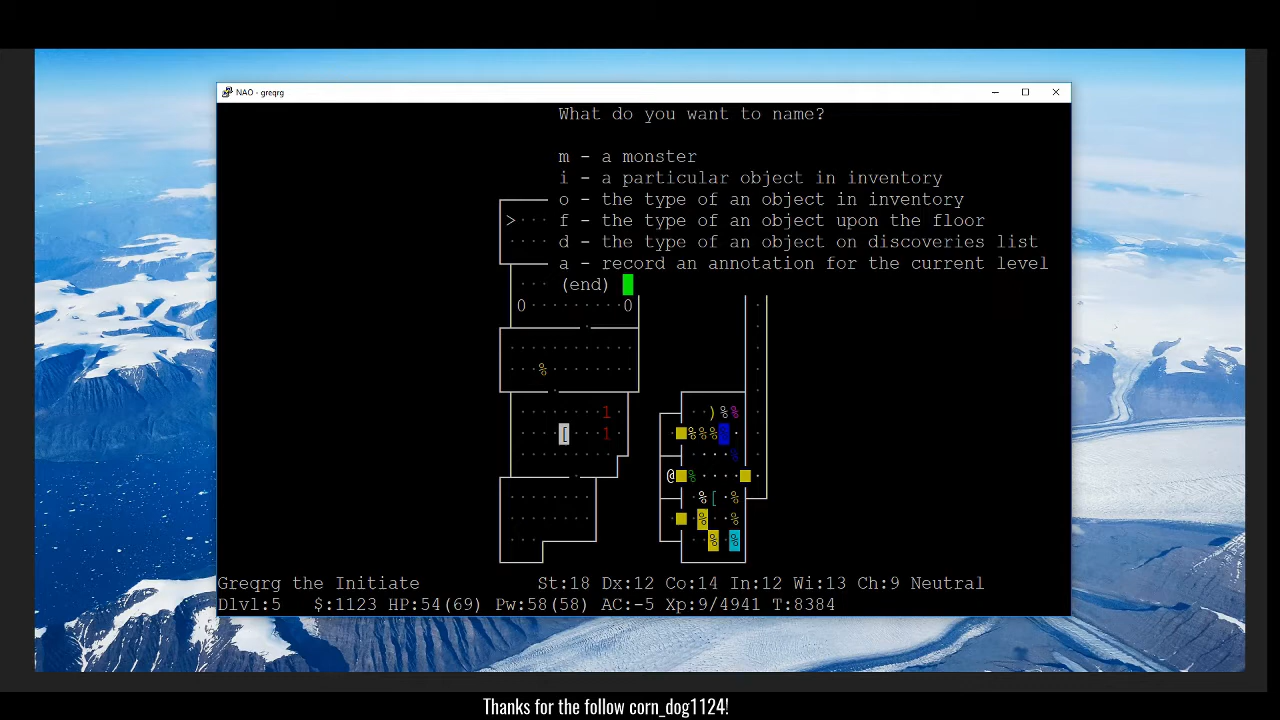 NAO - greqrg
What do you want to name?
m - a monster
i - a particular object in inventory
o - the type of an object in inventory
f - the type of an object upon the floor
d - the type of an object on discoveries list
a - record an annotation for the current level
(end)
Greqrg the Initiate St:18 Dx:12 Co:14 In:12 Wi:13 Ch:9 Neutral
Dlvl:5 $:1123 HP:54(69) Pw:58(58) AC:-5 Xp:9/4941 T:8384
Thanks for the follow corn_dog1124!